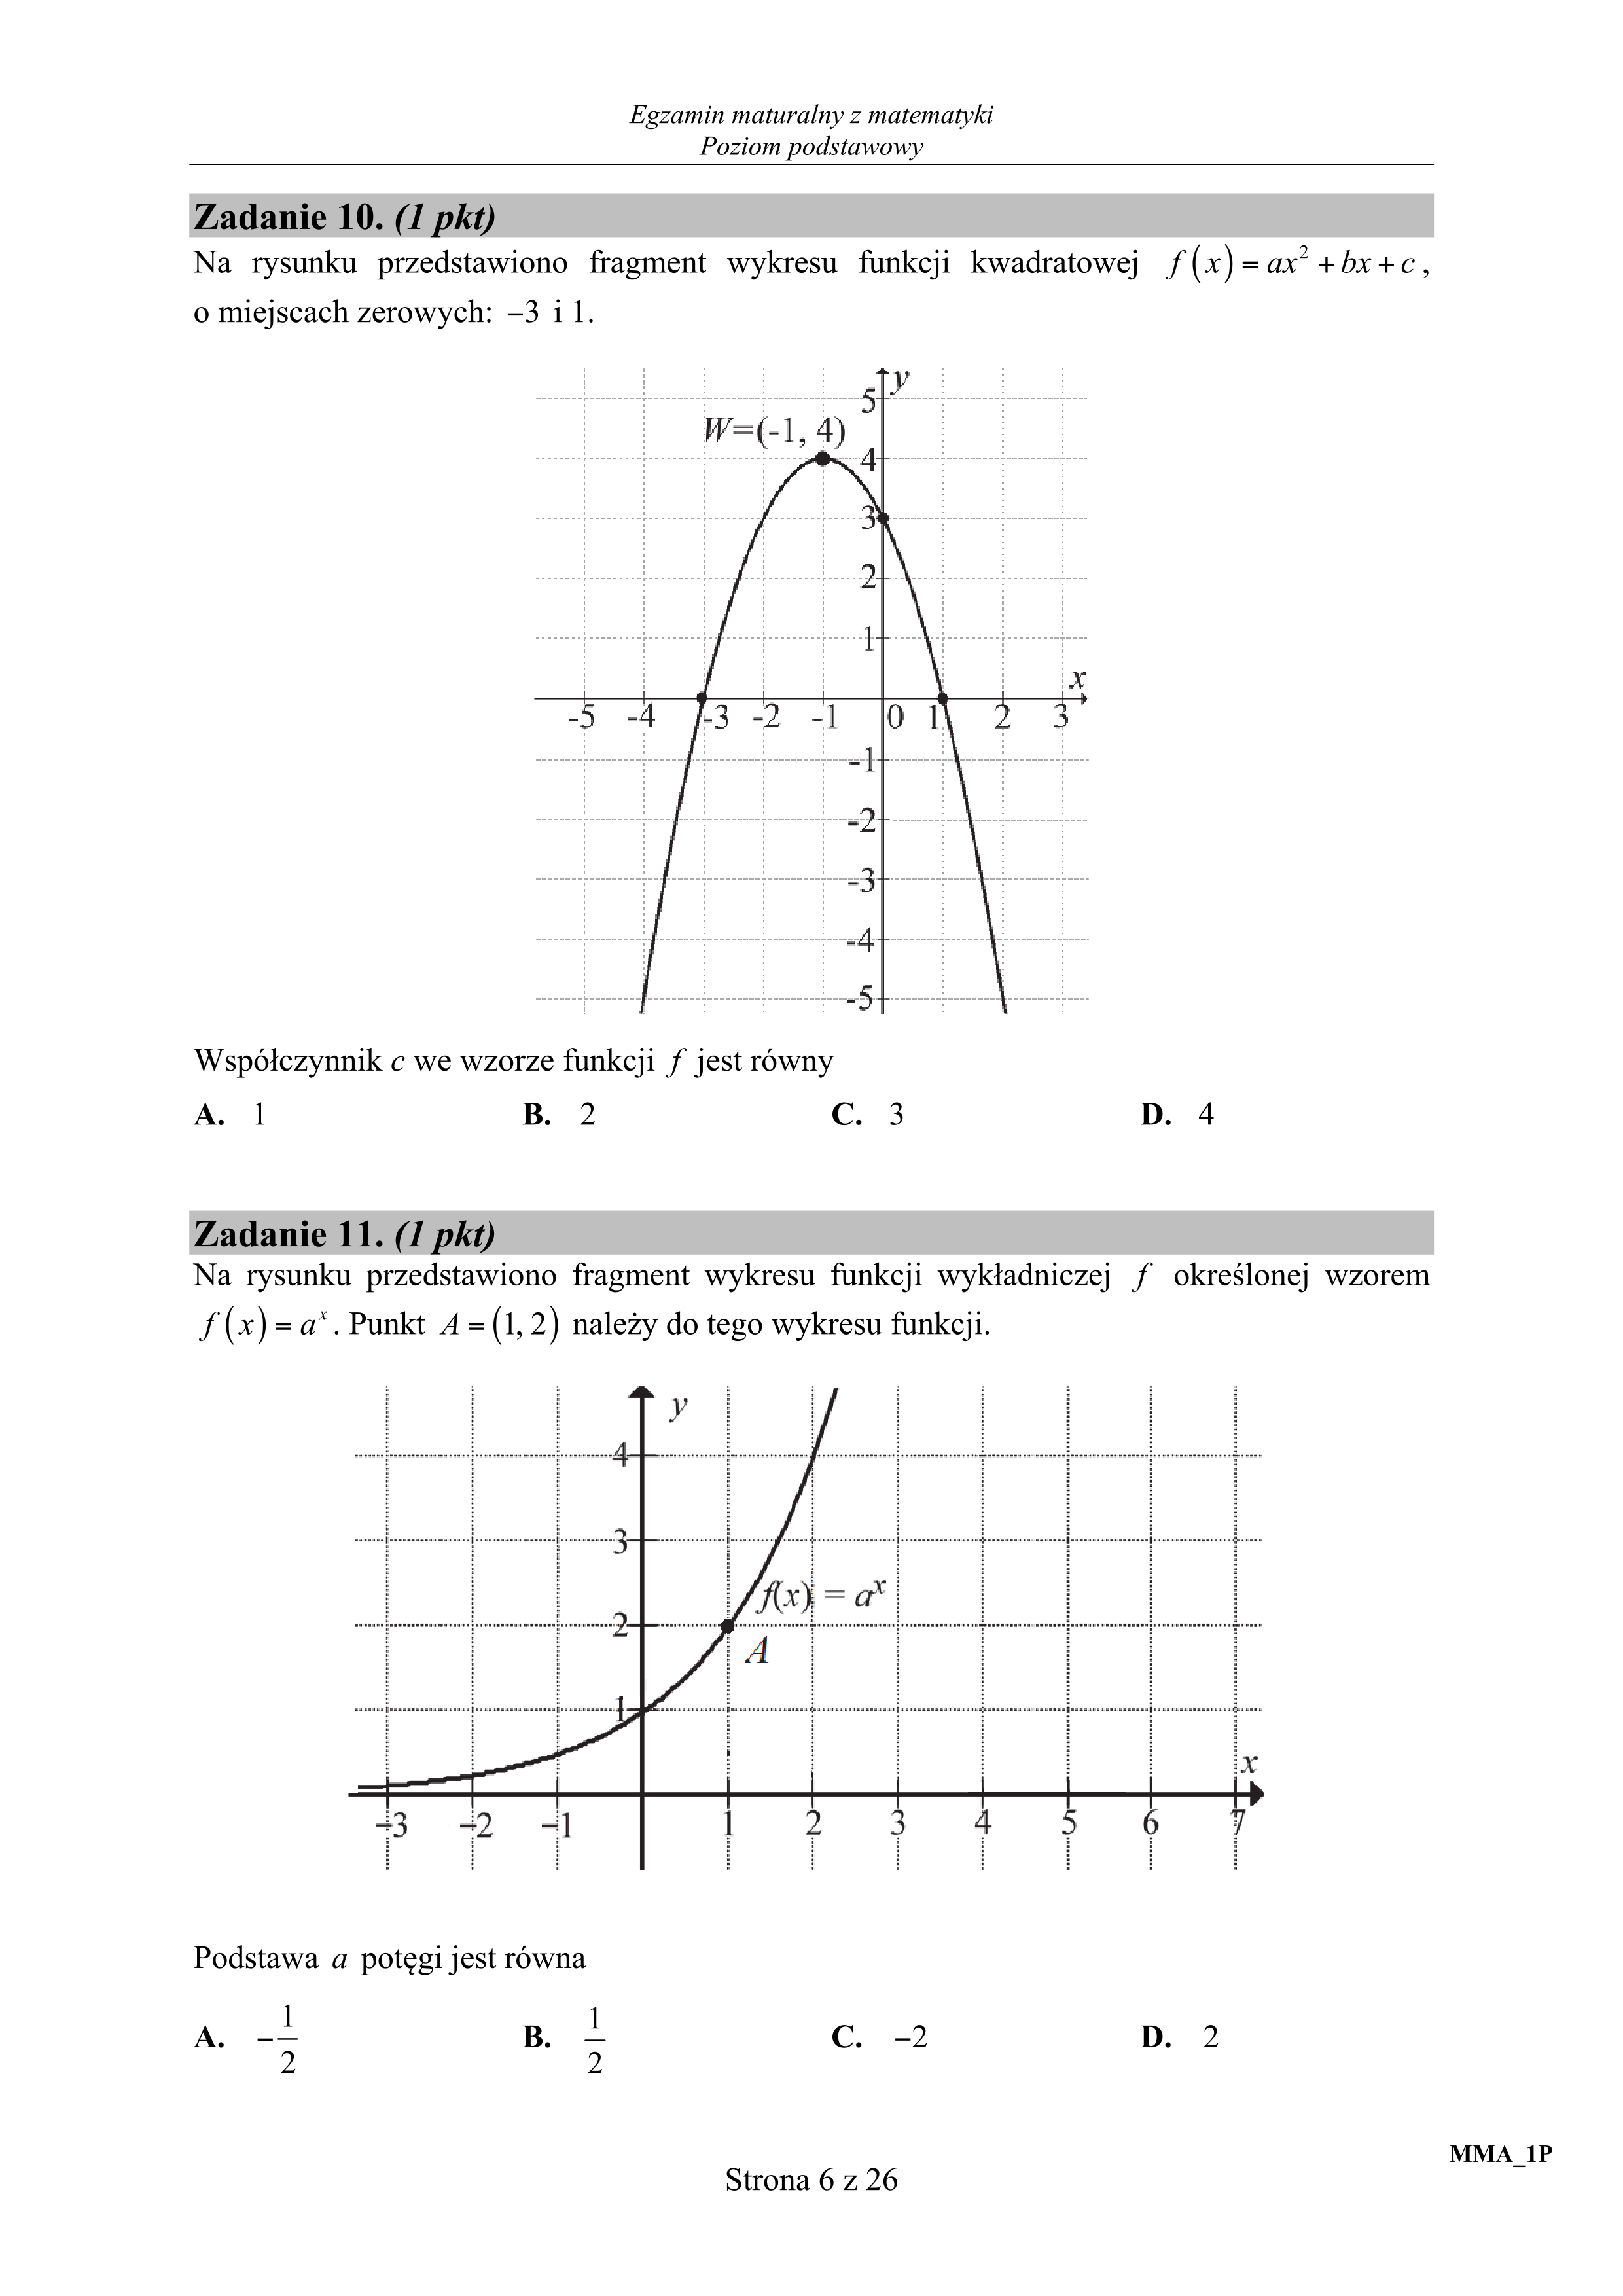 Egzamin maturalny z matematyki
Poziom podstawowy
Zadanie 10. (1 pkt)
Na rysunku przedstawiono fragment wykresu funkcji kwadratowej f(x) = ax² + bx + c,
o miejscach zerowych: −3 i 1.
y
5
W=(-1, 4)
4
3
2
1
x
-5 -4 -3 -2 -1 0 1 2 3
-1
-2
-3
-4
-5
Współczynnik c we wzorze funkcji f jest równy
A. 1 B. 2 C. 3 D. 4
Zadanie 11. (1 pkt)
Na rysunku przedstawiono fragment wykresu funkcji wykładniczej f określonej wzorem
f(x) = aˣ. Punkt A = (1, 2) należy do tego wykresu funkcji.
y
4
3
f(x) = aˣ
2
A
1
x
−3 −2 −1 1 2 3 4 5 6 7
Podstawa a potęgi jest równa
A. −1/2 B. 1/2 C. −2 D. 2
MMA_1P
Strona 6 z 26